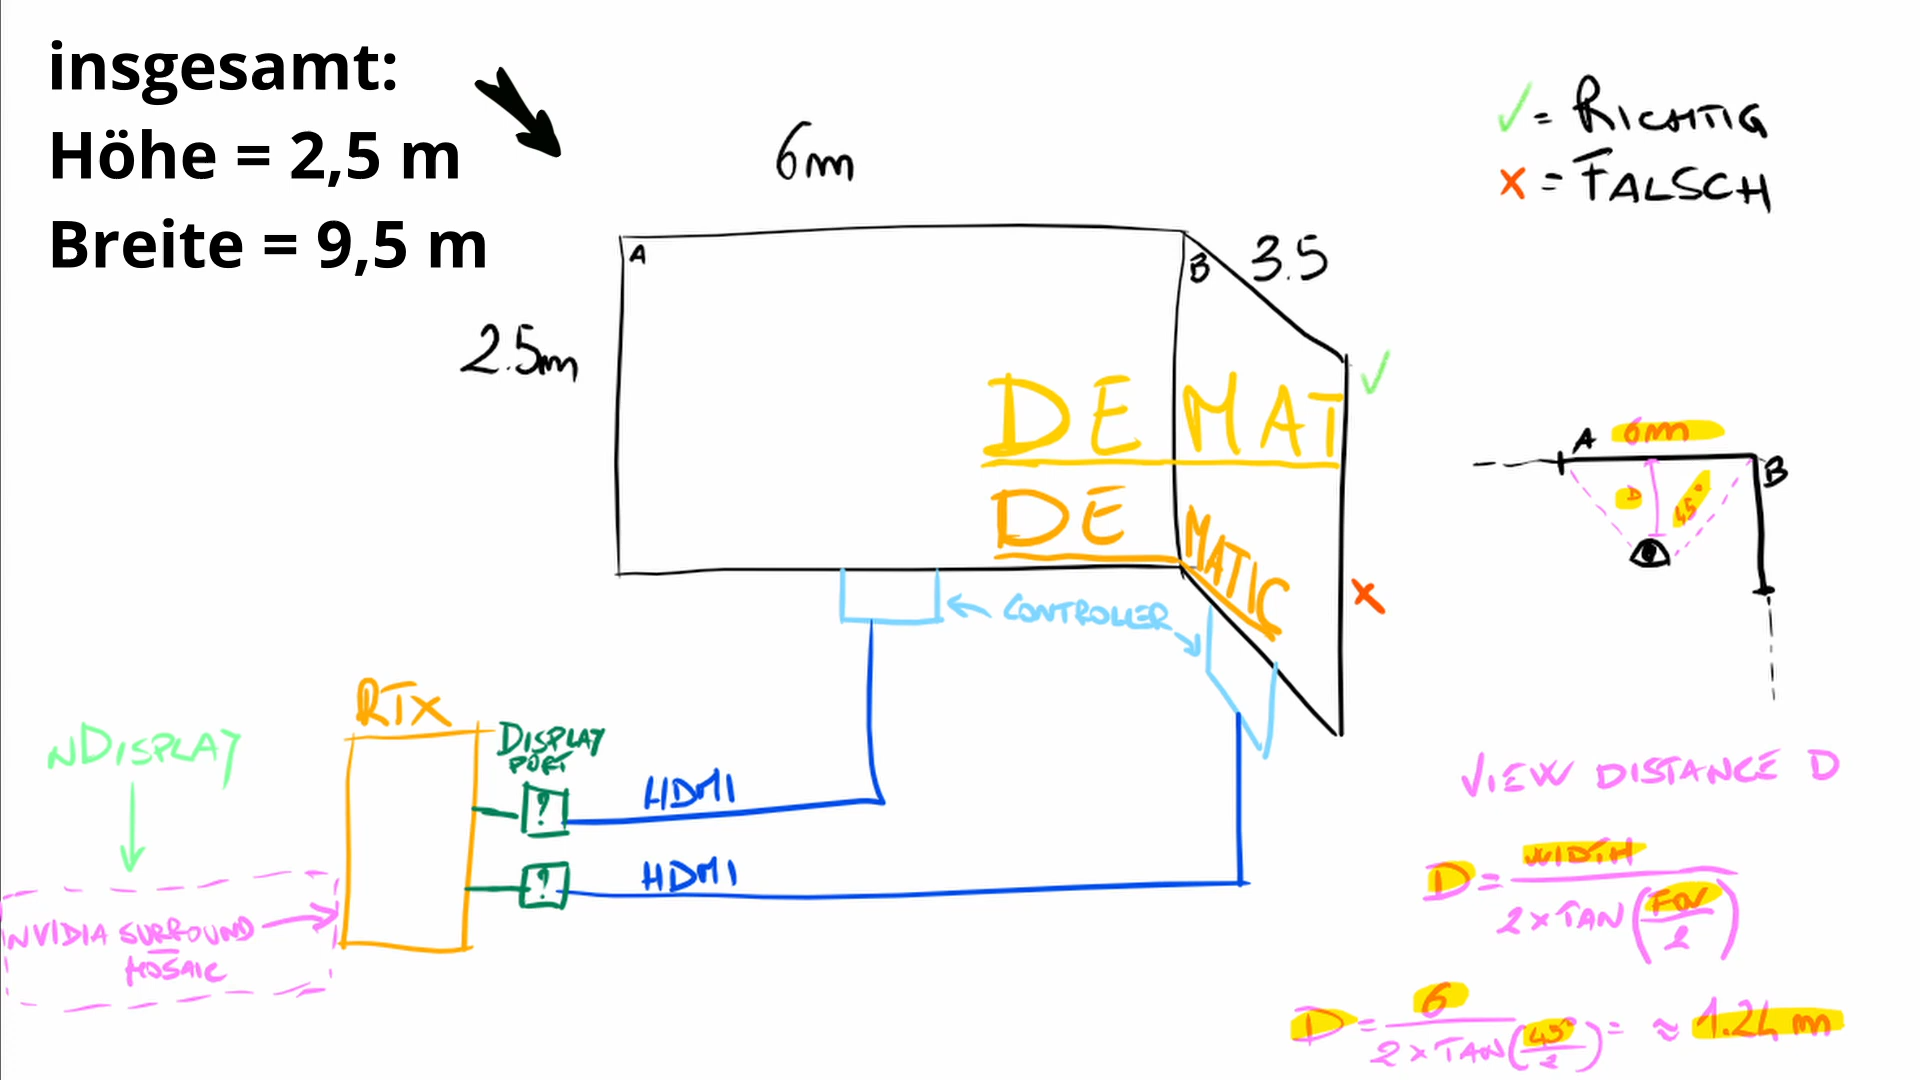 insgesamt:
Höhe = 2,5 m
Breite = 9,5 m
6m
✓ = RICHTIG
x = FALSCH
A
B
3.5
2.5m
DEMAT
✓
DE MATIC
x
A 6m
B
D 45°
← CONTROLLER →
RTX
NDISPLAY
DISPLAY
PORT
?
HDMI
?
HDMI
NVIDIA SURROUND
MOSAIC
VIEW DISTANCE D
D = WIDTH / 2 x TAN (FOV / 2)
D = 6 / 2 x TAN (45° / 2) = ≈ 1.24 m